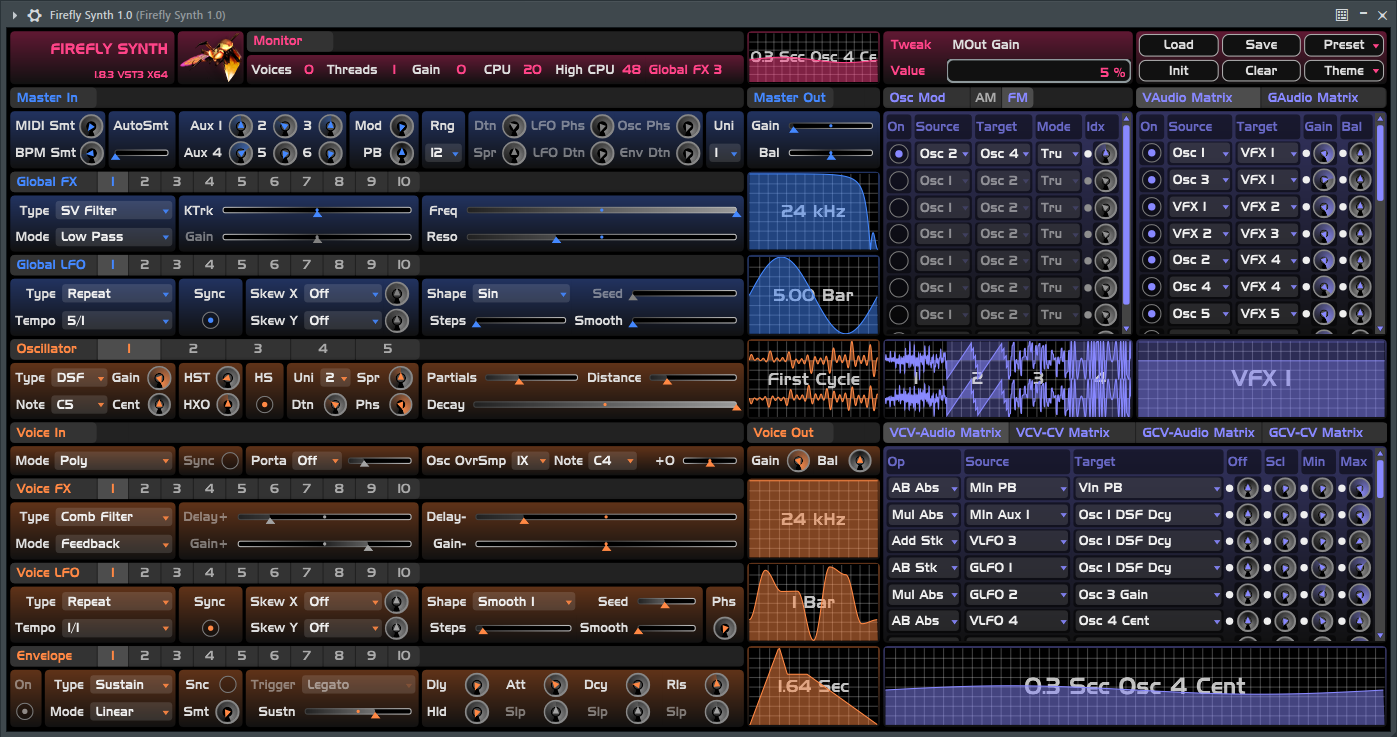 Firefly Synth 1.0 (Firefly Synth 1.0)
FIREFLY SYNTH
1.8.3 VST3 X64
Monitor
Voices 0 Threads 1 Gain 0 CPU 20 High CPU 48 Global FX 3
0.3 Sec Osc 4 Ce
Tweak MOut Gain
Value 5 %
Load Save Preset
Init Clear Theme
Master In
MIDI Smt AutoSmt Aux 1 2 3 Mod Rng Dtn LFO Phs Osc Phs Uni
BPM Smt Aux 4 5 6 PB 12 Spr LFO Dtn Env Dtn 1
Master Out
Gain
Bal
Global FX 1 2 3 4 5 6 7 8 9 10
Type SV Filter KTrk Freq
Mode Low Pass Gain Reso
24 kHz
Global LFO 1 2 3 4 5 6 7 8 9 10
Type Repeat Sync Skew X Off Shape Sin Seed
Tempo 5/1 Skew Y Off Steps Smooth
5.00 Bar
Osc Mod AM FM
On Source Target Mode Idx
Osc 2 Osc 4 Tru
Osc 1 Osc 2 Tru
Osc 1 Osc 2 Tru
Osc 1 Osc 2 Tru
Osc 1 Osc 2 Tru
Osc 1 Osc 2 Tru
Osc 1 Osc 2 Tru
VAudio Matrix GAudio Matrix
On Source Target Gain Bal
Osc 1 VFX 1
Osc 3 VFX 1
VFX 1 VFX 2
VFX 2 VFX 3
Osc 2 VFX 4
Osc 4 VFX 4
Osc 5 VFX 5
Oscillator 1 2 3 4 5
Type DSF Gain HST HS Uni 2 Spr Partials Distance
Note C5 Cent HXO Dtn Phs Decay
First Cycle
1 2 3 4
VFX 1
Voice In
Mode Poly Sync Porta Off Osc OvrSmp 1X Note C4 +0
Voice Out
Gain Bal
Voice FX 1 2 3 4 5 6 7 8 9 10
Type Comb Filter Delay+ Delay-
Mode Feedback Gain+ Gain-
24 kHz
Voice LFO 1 2 3 4 5 6 7 8 9 10
Type Repeat Sync Skew X Off Shape Smooth 1 Seed Phs
Tempo 1/1 Skew Y Off Steps Smooth
1 Bar
Envelope 1 2 3 4 5 6 7 8 9 10
On Type Sustain Snc Trigger Legato Dly Att Dcy Rls
Mode Linear Smt Sustn Hld Slp Slp Slp
1.64 Sec
VCV-Audio Matrix VCV-CV Matrix GCV-Audio Matrix GCV-CV Matrix
Op Source Target Off Scl Min Max
AB Abs MIn PB VIn PB
Mul Abs MIn Aux 1 Osc 1 DSF Dcy
Add Stk VLFO 3 Osc 1 DSF Dcy
AB Stk GLFO 1 Osc 1 DSF Dcy
Mul Abs GLFO 2 Osc 3 Gain
AB Abs VLFO 4 Osc 4 Cent
0.3 Sec Osc 4 Cent